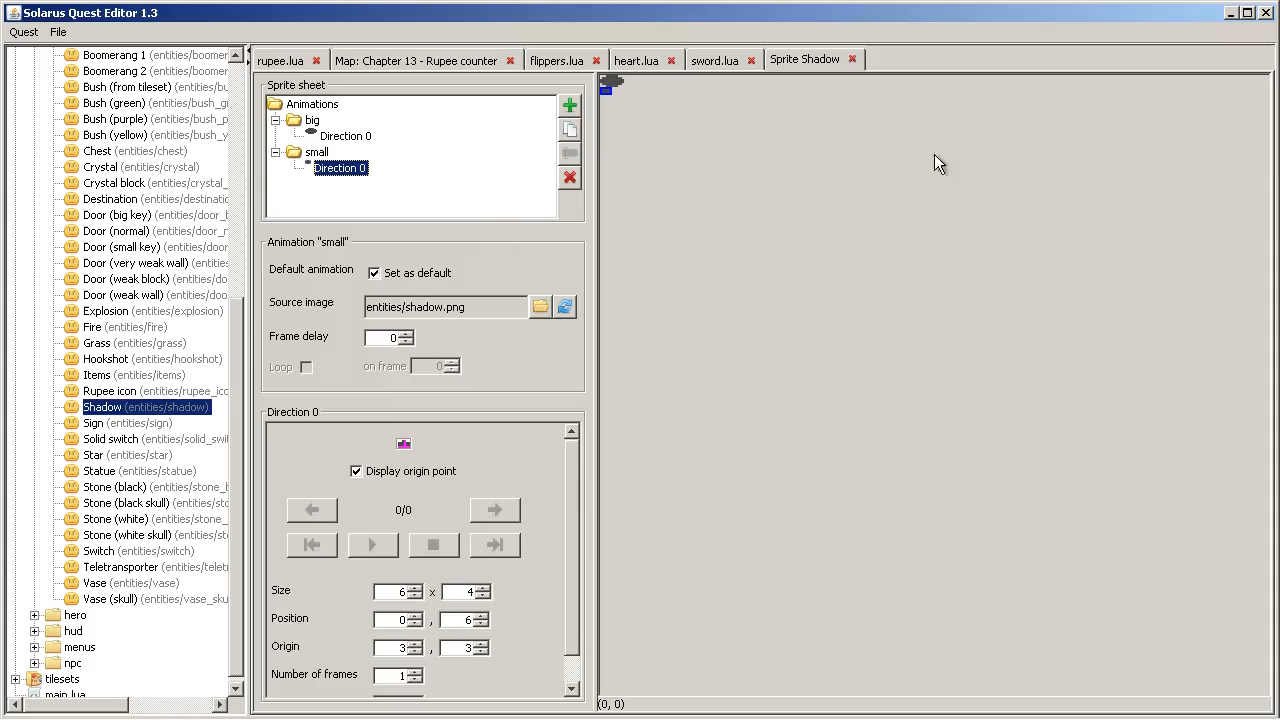 Solarus Quest Editor 1.3
Quest File
Boomerang 1 (entities/boomer
Boomerang 2 (entities/boomer
Bush (from tileset) (entities/
Bush (green) (entities/bush_gr
Bush (purple) (entities/bush_p
Bush (yellow) (entities/bush_y
Chest (entities/chest)
Crystal (entities/crystal)
Crystal block (entities/crystal_
Destination (entities/destinatio
Door (big key) (entities/door_b
Door (normal) (entities/door_n
Door (small key) (entities/door
Door (very weak wall) (entities
Door (weak block) (entities/doo
Door (weak wall) (entities/door
Explosion (entities/explosion)
Fire (entities/fire)
Grass (entities/grass)
Hookshot (entities/hookshot)
Items (entities/items)
Rupee icon (entities/rupee_ico
Shadow (entities/shadow)
Sign (entities/sign)
Solid switch (entities/solid_swit
Star (entities/star)
Statue (entities/statue)
Stone (black) (entities/stone_b
Stone (black skull) (entities/sto
Stone (white) (entities/stone_
Stone (white skull) (entities/st
Switch (entities/switch)
Teletransporter (entities/telet
Vase (entities/vase)
Vase (skull) (entities/vase_sku
hero
hud
menus
npc
tilesets
main.lua
rupee.lua Map: Chapter 13 - Rupee counter flippers.lua heart.lua sword.lua Sprite Shadow
Sprite sheet
Animations
big
Direction 0
small
Direction 0
Animation "small"
Default animation Set as default
Source image entities/shadow.png
Frame delay 0
Loop on frame 0
Direction 0
Display origin point
0/0
Size 6 x 4
Position 0 , 6
Origin 3 , 3
Number of frames 1
(0, 0)